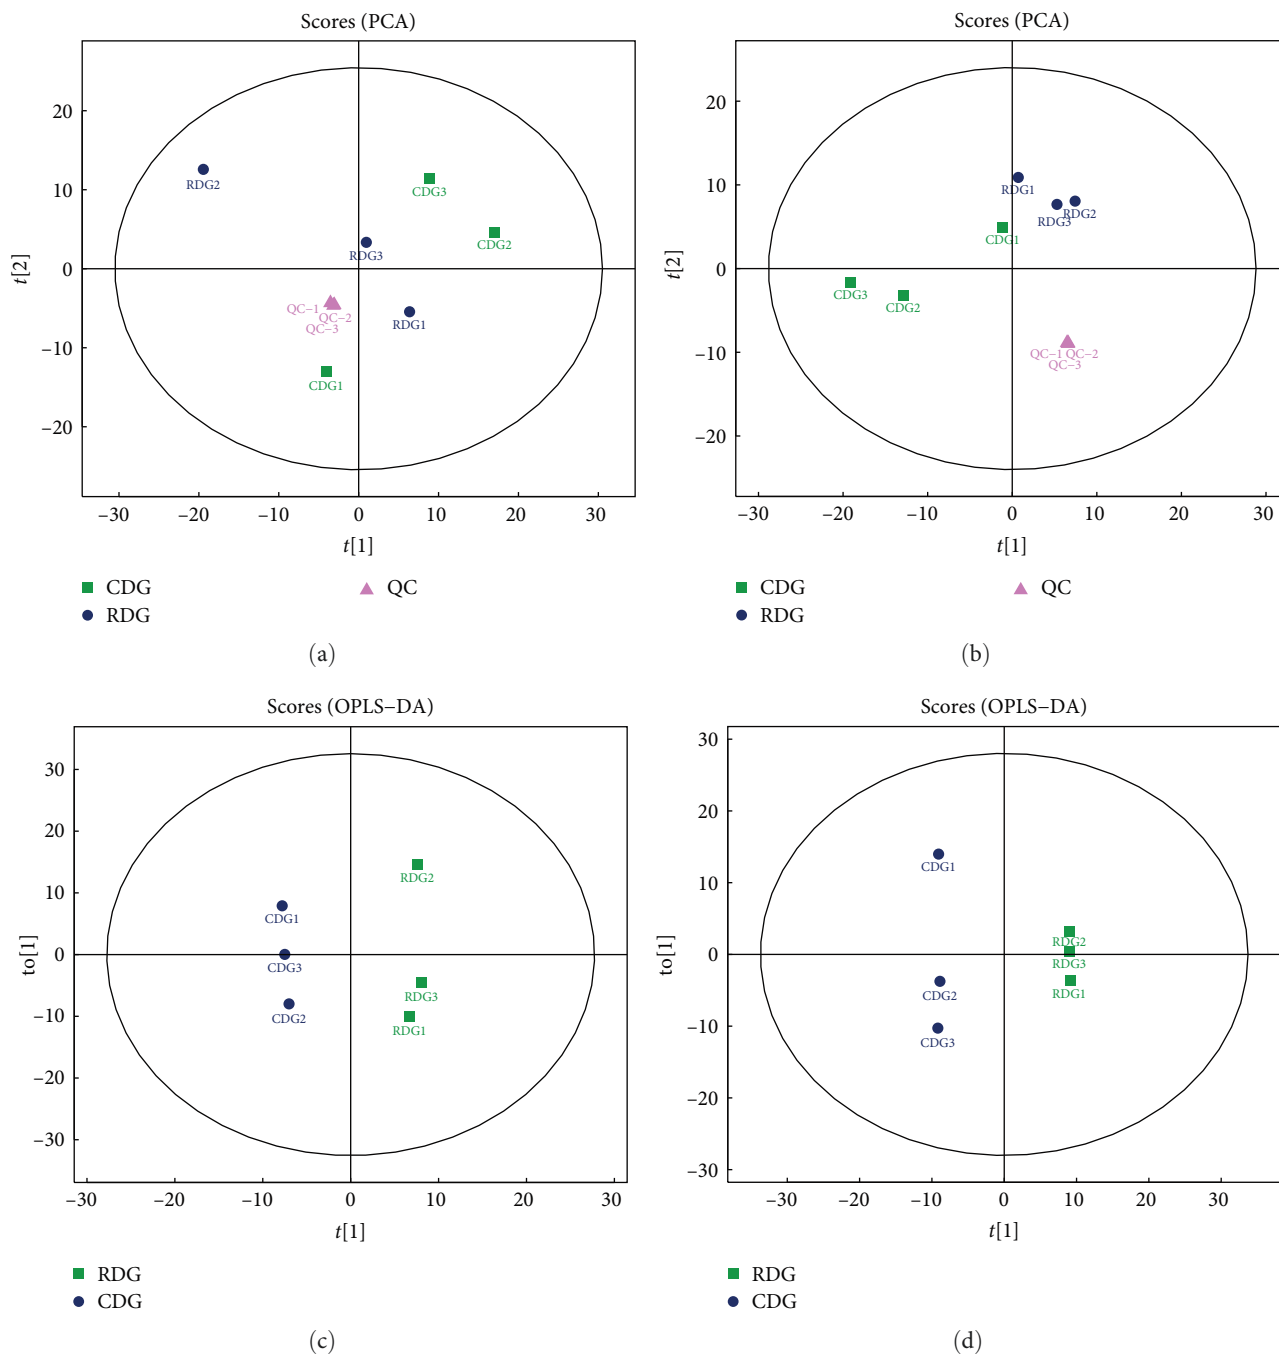 Scores (PCA)
t[2]
20
10
0
−10
−20
RDG2
CDG3
CDG2
RDG3
QC−1
QC−2
QC−3
RDG1
CDG1
−30 −20 −10 0 10 20 30
t[1]
CDG QC
RDG
(a)
Scores (PCA)
t[2]
20
10
0
−10
−20
RDG1
RDG2
RDG3
CDG1
CDG3
CDG2
QC−1 QC−2
QC−3
−30 −20 −10 0 10 20 30
t[1]
CDG QC
RDG
(b)
Scores (OPLS−DA)
to[1]
30
20
10
0
−10
−20
−30
RDG2
CDG1
CDG3
RDG3
CDG2
RDG1
−30 −20 −10 0 10 20 30
t[1]
RDG
CDG
(c)
Scores (OPLS−DA)
to[1]
30
20
10
0
−10
−20
−30
CDG1
RDG2
RDG3
CDG2
RDG1
CDG3
−30 −20 −10 0 10 20 30
t[1]
RDG
CDG
(d)